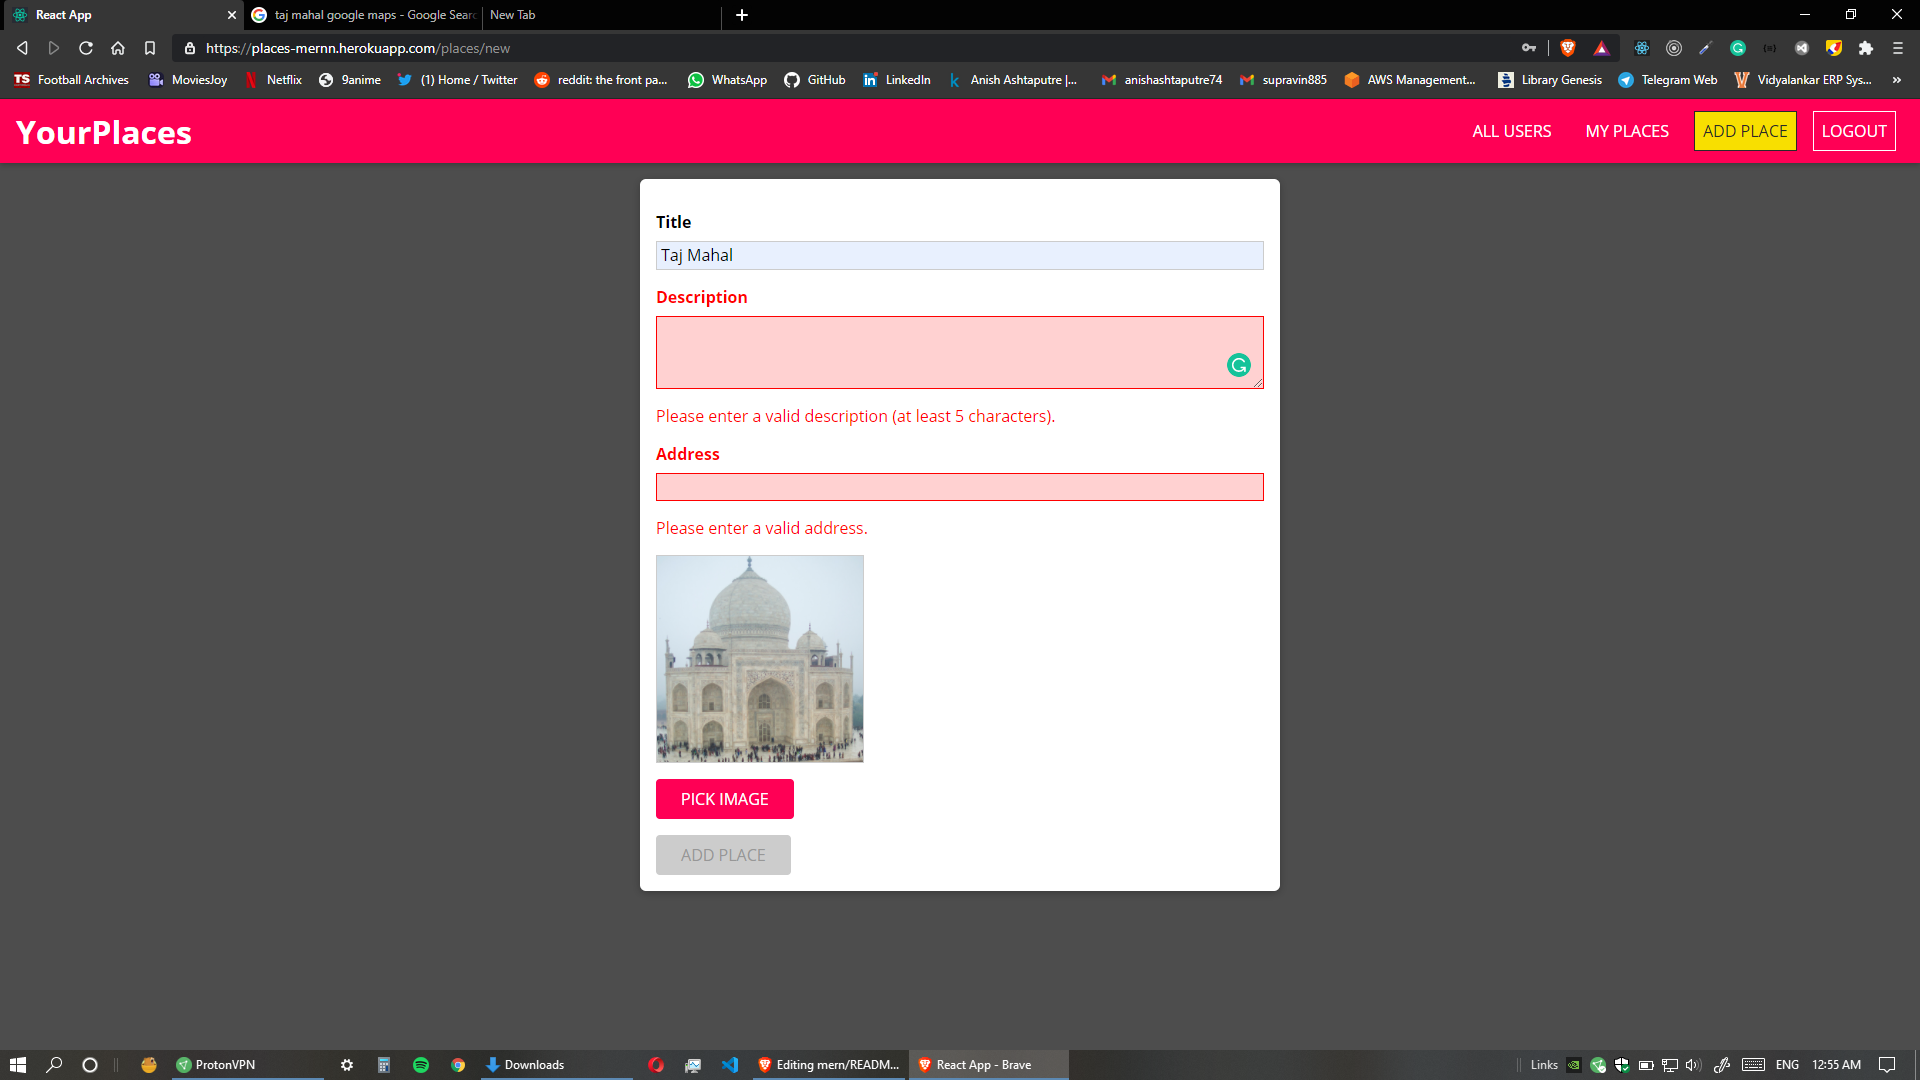 React App
taj mahal google maps - Google Sear
New Tab
https://places-mernn.herokuapp.com/places/new
TS Football Archives
MoviesJoy
Netflix
9anime
(1) Home / Twitter
reddit: the front pa...
WhatsApp
GitHub
LinkedIn
Anish Ashtaputre |...
anishashtaputre74
supravin885
AWS Management...
Library Genesis
Telegram Web
Vidyalankar ERP Sys...
»
YourPlaces
ALL USERS
MY PLACES
ADD PLACE
LOGOUT
Title
Taj Mahal
Description
Please enter a valid description (at least 5 characters).
Address
Please enter a valid address.
PICK IMAGE
ADD PLACE
ProtonVPN
Downloads
Editing mern/READM...
React App - Brave
Links
ENG
12:55 AM